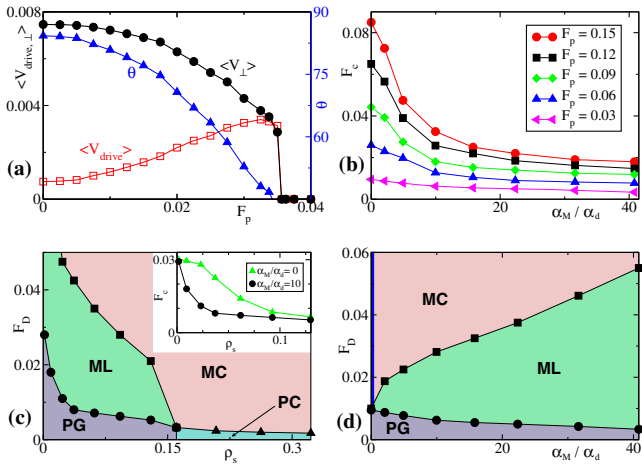 <V_drive,⊥>
0.008
0.004
0
0
0.02
0.04
F_p
90
85
60
θ
θ
<V_⊥>
<V_drive>
(a)
F_c
0.08
0.04
0.00
0
10
20
30
40
α_M / α_d
F_p = 0.15
F_p = 0.12
F_p = 0.09
F_p = 0.06
F_p = 0.03
(b)
F_D
0.04
0.02
0
0
0.15
0.3
ρ_s
ML
MC
PG
PC
(c)
F_c
0.03
0
0
0.1
ρ_s
α_M/α_d= 0
α_M/α_d=10
F_D
0.06
0.04
0.02
0.00
0
10
20
30
40
α_M / α_d
MC
ML
PG
(d)